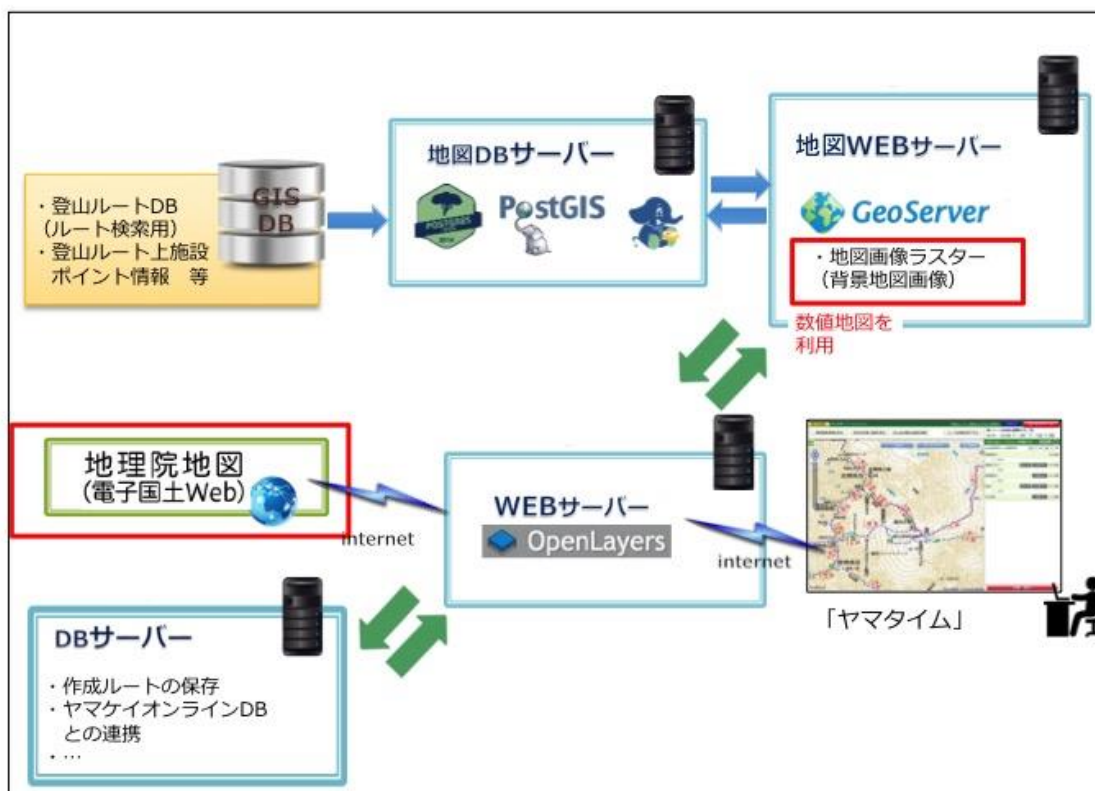 ・登山ルートDB
(ルート検索用)
・登山ルート上施設
ポイント情報 等
GIS
DB
地図DBサーバー
PostGIS
地図WEBサーバー
GeoServer
・地図画像ラスター
(背景地図画像)
数値地図を
利用
地理院地図
(電子国土Web)
internet
WEBサーバー
OpenLayers
internet
「ヤマタイム」
DBサーバー
・作成ルートの保存
・ヤマケイオンラインDB
との連携
・…